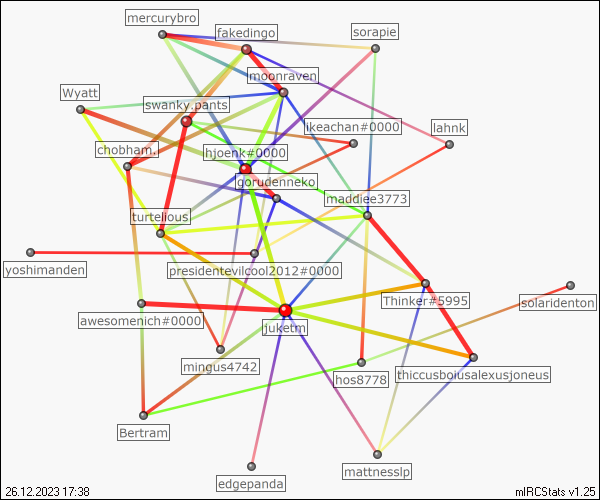 mercurybro
fakedingo
sorapie
moonraven
Wyatt
swanky.pants
ikeachan#0000
lahnk
chobham.
hjoenk#0000
gorudenneko
maddiee3773
turtelious
yoshimanden
presidentevilcool2012#0000
Thinker#5995
solaridenton
awesomenich#0000
juketm
mingus4742
hos8778
thiccusboiusalexusjoneus
Bertram
edgepanda
mattnesslp
26.12.2023 17:38
mIRCStats v1.25